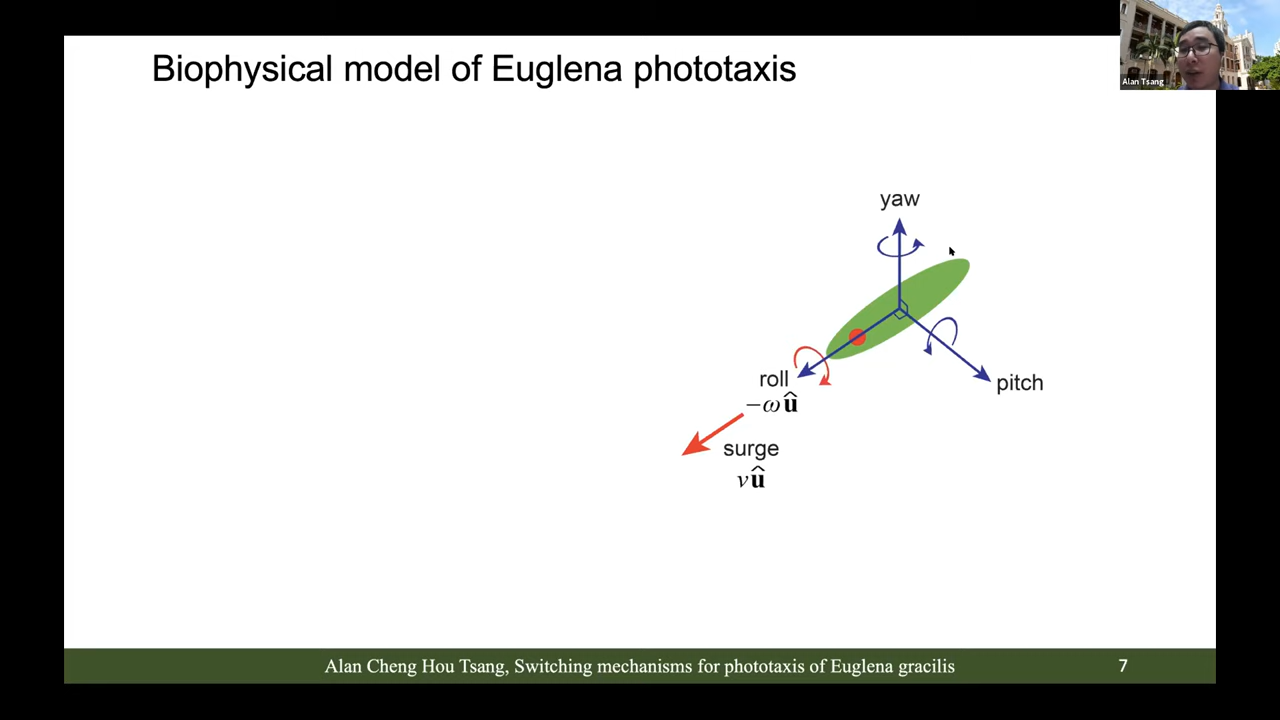 Biophysical model of Euglena phototaxis
Alan Tsang
yaw
pitch
roll
−ω û
surge
v û
Alan Cheng Hou Tsang, Switching mechanisms for phototaxis of Euglena gracilis
7